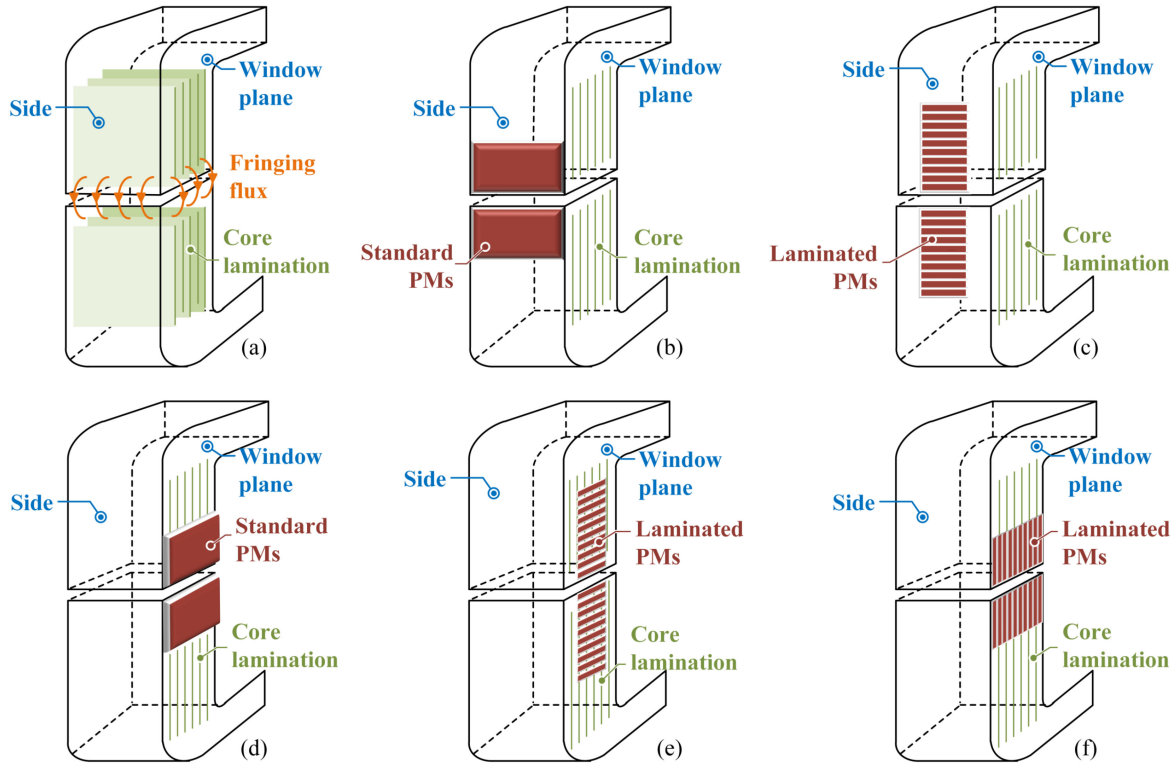 Window
plane
Side
Fringing
flux
Core
lamination
(a)
Window
plane
Side
Standard
PMs
Core
lamination
(b)
Window
plane
Side
Laminated
PMs
Core
lamination
(c)
Window
plane
Side
Standard
PMs
Core
lamination
(d)
Window
plane
Side
Laminated
PMs
Core
lamination
(e)
Window
plane
Side
Laminated
PMs
Core
lamination
(f)